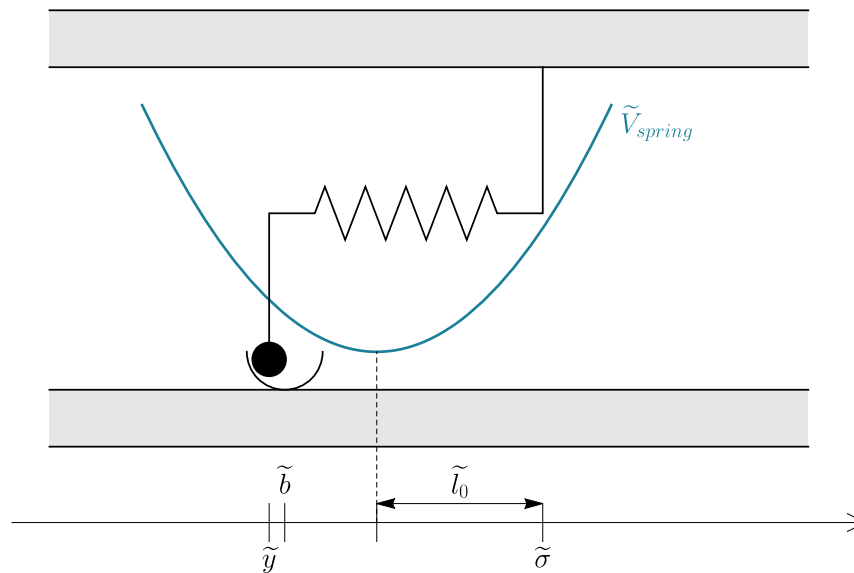 Ṽ_spring
b̃
l̃₀
ỹ
σ̃